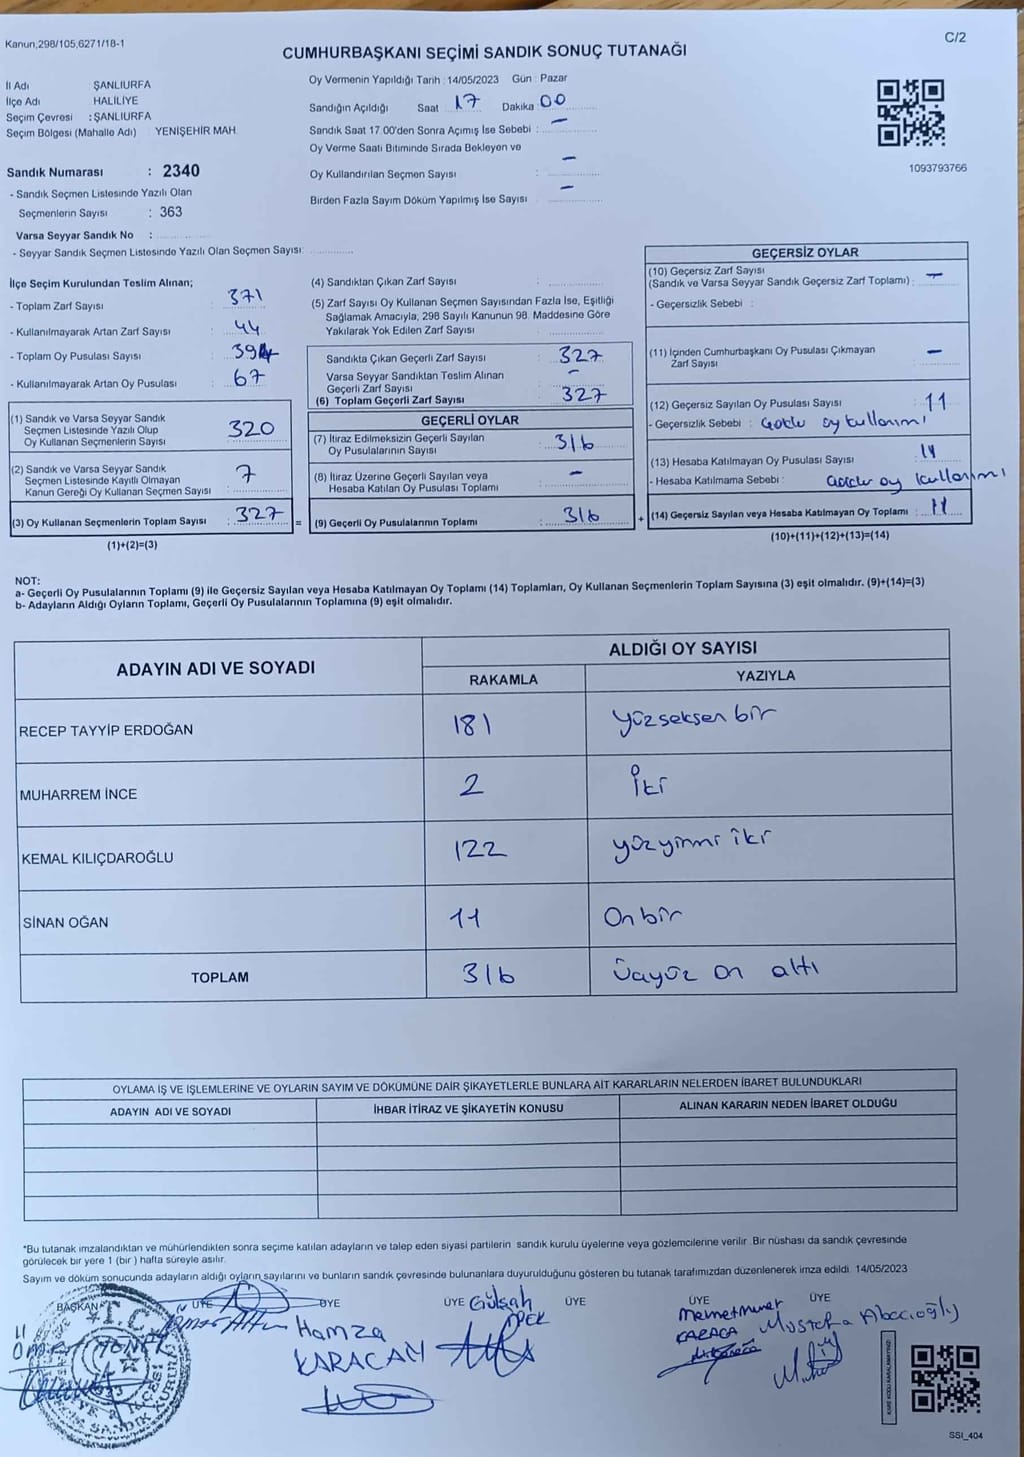 Kanun,298/105,6271/18-1
C/2
CUMHURBAŞKANI SEÇİMİ SANDIK SONUÇ TUTANAĞI
İl Adı ŞANLIURFA
İlçe Adı HALİLİYE
Seçim Çevresi : ŞANLIURFA
Seçim Bölgesi (Mahalle Adı) YENİŞEHİR MAH.
Oy Vermenin Yapıldığı Tarih : 14/05/2023 Gün : Pazar
Sandığın Açıldığı Saat 17 Dakika 00
Sandık Saat 17.00'den Sonra Açımış İse Sebebi : —
Oy Verme Saati Bitiminde Sırada Bekleyen ve
Oy Kullandırılan Seçmen Sayısı : —
Birden Fazla Sayım Döküm Yapılmış İse Sayısı —
1093793766
Sandık Numarası : 2340
- Sandık Seçmen Listesinde Yazılı Olan
Seçmenlerin Sayısı : 363
Varsa Seyyar Sandık No :
- Seyyar Sandık Seçmen Listesinde Yazılı Olan Seçmen Sayısı:
İlçe Seçim Kurulundan Teslim Alınan;
- Toplam Zarf Sayısı : 371
- Kullanılmayarak Artan Zarf Sayısı : 44
- Toplam Oy Pusulası Sayısı : 394
- Kullanılmayarak Artan Oy Pusulası : 67
(1) Sandık ve Varsa Seyyar Sandık
Seçmen Listesinde Yazılı Olup
Oy Kullanan Seçmenlerin Sayısı : 320
(2) Sandık ve Varsa Seyyar Sandık
Seçmen Listesinde Kayıtlı Olmayan
Kanun Gereği Oy Kullanan Seçmen Sayısı : 7
(3) Oy Kullanan Seçmenlerin Toplam Sayısı : 327 =
(1)+(2)=(3)
(4) Sandıktan Çıkan Zarf Sayısı :
(5) Zarf Sayısı Oy Kullanan Seçmen Sayısından Fazla İse, Eşitliği
Sağlamak Amacıyla, 298 Sayılı Kanunun 98. Maddesine Göre
Yakılarak Yok Edilen Zarf Sayısı :
Sandıkta Çıkan Geçerli Zarf Sayısı : 327
Varsa Seyyar Sandıktan Teslim Alınan
Geçerli Zarf Sayısı : —
(6) Toplam Geçerli Zarf Sayısı : 327
GEÇERLİ OYLAR
(7) İtiraz Edilmeksizin Geçerli Sayılan
Oy Pusulalarının Sayısı : 316
(8) İtiraz Üzerine Geçerli Sayılan veya
Hesaba Katılan Oy Pusulası Toplamı : —
(9) Geçerli Oy Pusulalarının Toplamı : 316 +
GEÇERSİZ OYLAR
(10) Geçersiz Zarf Sayısı
(Sandık ve Varsa Seyyar Sandık Geçersiz Zarf Toplamı) : —
- Geçersizlik Sebebi :
(11) İçinden Cumhurbaşkanı Oy Pusulası Çıkmayan
Zarf Sayısı : —
(12) Geçersiz Sayılan Oy Pusulası Sayısı : 11
- Geçersizlik Sebebi : oy kullanımı
(13) Hesaba Katılmayan Oy Pusulası Sayısı : 11
- Hesaba Katılmama Sebebi : oy kullanımı
(14) Geçersiz Sayılan veya Hesaba Katılmayan Oy Toplamı : 11
(10)+(11)+(12)+(13)=(14)
NOT:
a- Geçerli Oy Pusulalarının Toplamı (9) ile Geçersiz Sayılan veya Hesaba Katılmayan Oy Toplamı (14) Toplamları, Oy Kullanan Seçmenlerin Toplam Sayısına (3) eşit olmalıdır. (9)+(14)=(3)
b- Adayların Aldığı Oyların Toplamı, Geçerli Oy Pusulalarının Toplamına (9) eşit olmalıdır.
ADAYIN ADI VE SOYADI
ALDIĞI OY SAYISI
RAKAMLA YAZIYLA
RECEP TAYYİP ERDOĞAN 181 yüzseksen bir
MUHARREM İNCE 2 İki
KEMAL KILIÇDAROĞLU 122 yüzyirmi iki
SİNAN OĞAN 11 On bir
TOPLAM 316 Üçyüz on altı
OYLAMA İŞ VE İŞLEMLERİNE VE OYLARIN SAYIM VE DÖKÜMÜNE DAİR ŞİKAYETLERLE BUNLARA AİT KARARLARIN NELERDEN İBARET BULUNDUKLARI
ADAYIN ADI VE SOYADI İHBAR İTİRAZ VE ŞİKAYETİN KONUSU ALINAN KARARIN NEDEN İBARET OLDUĞU
*Bu tutanak imzalandıktan ve mühürlendikten sonra seçime katılan adayların ve talep eden siyasi partilerin sandık kurulu üyelerine veya gözlemcilerine verilir. Bir nüshası da sandık çevresinde
görülecek bir yere 1 (bir ) hafta süreyle asılır.
Sayım ve döküm sonucunda adayların aldığı oyların sayılarını ve bunların sandık çevresinde bulunanlara duyurulduğunu gösteren bu tutanak tarafımızdan düzenlenerek imza edildi. 14/05/2023
BAŞKAN ÜYE ÜYE ÜYE ÜYE ÜYE ÜYE
Hamza
KARACAN
Gülşah
İPEK
Mehmet Murat
KARACA
Mustafa Abacıoğlu
T.C.
SSI_404